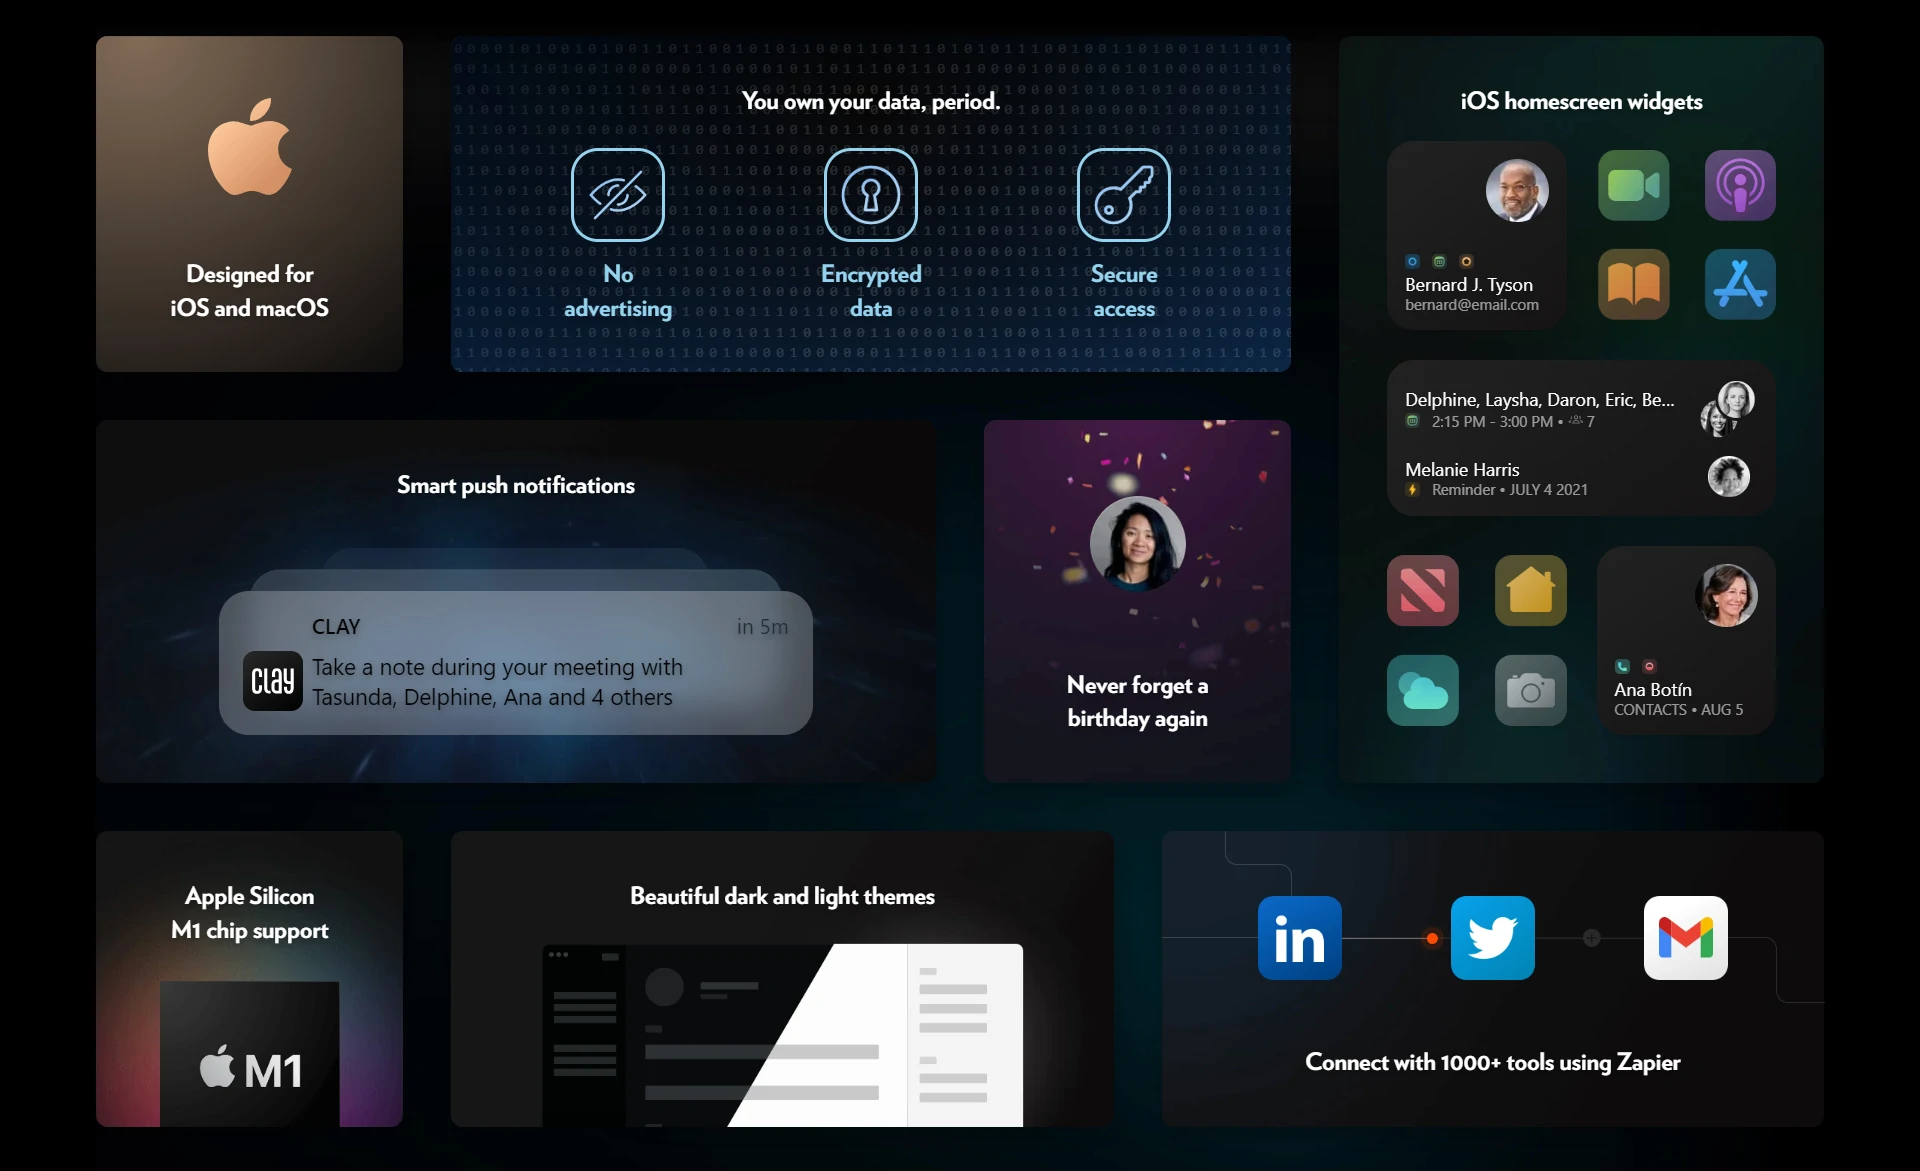 Designed for
iOS and macOS
You own your data, period.
No
advertising
Encrypted
data
Secure
access
iOS homescreen widgets
Bernard J. Tyson
bernard@email.com
Delphine, Laysha, Daron, Eric, Be...
2:15 PM - 3:00 PM • 7
Melanie Harris
Reminder • JULY 4 2021
Ana Botín
CONTACTS • AUG 5
Smart push notifications
CLAY
in 5m
CLAY
Take a note during your meeting with
Tasunda, Delphine, Ana and 4 others
Never forget a
birthday again
Apple Silicon
M1 chip support
M1
Beautiful dark and light themes
in
Connect with 1000+ tools using Zapier